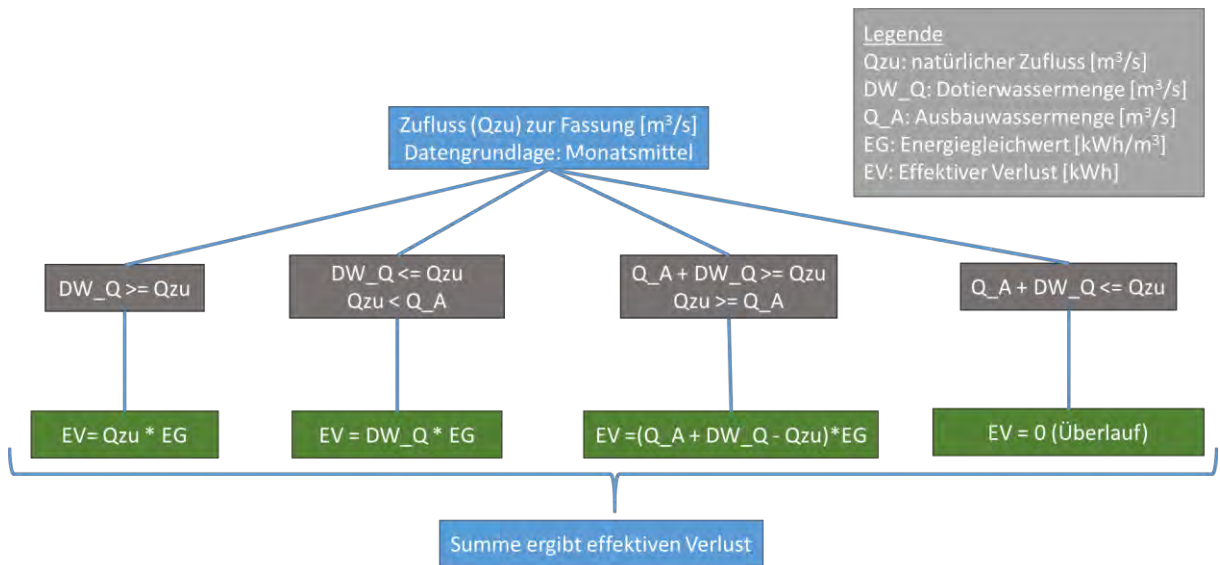 Legende
Qzu: natürlicher Zufluss [m³/s]
DW_Q: Dotierwassermenge [m³/s]
Q_A: Ausbauwassermenge [m³/s]
EG: Energiegleichwert [kWh/m³]
EV: Effektiver Verlust [kWh]
Zufluss (Qzu) zur Fassung [m³/s]
Datengrundlage: Monatsmittel
DW_Q >= Qzu
DW_Q <= Qzu
Qzu < Q_A
Q_A + DW_Q >= Qzu
Qzu >= Q_A
Q_A + DW_Q <= Qzu
EV= Qzu * EG
EV = DW_Q * EG
EV =(Q_A + DW_Q - Qzu)*EG
EV = 0 (Überlauf)
Summe ergibt effektiven Verlust